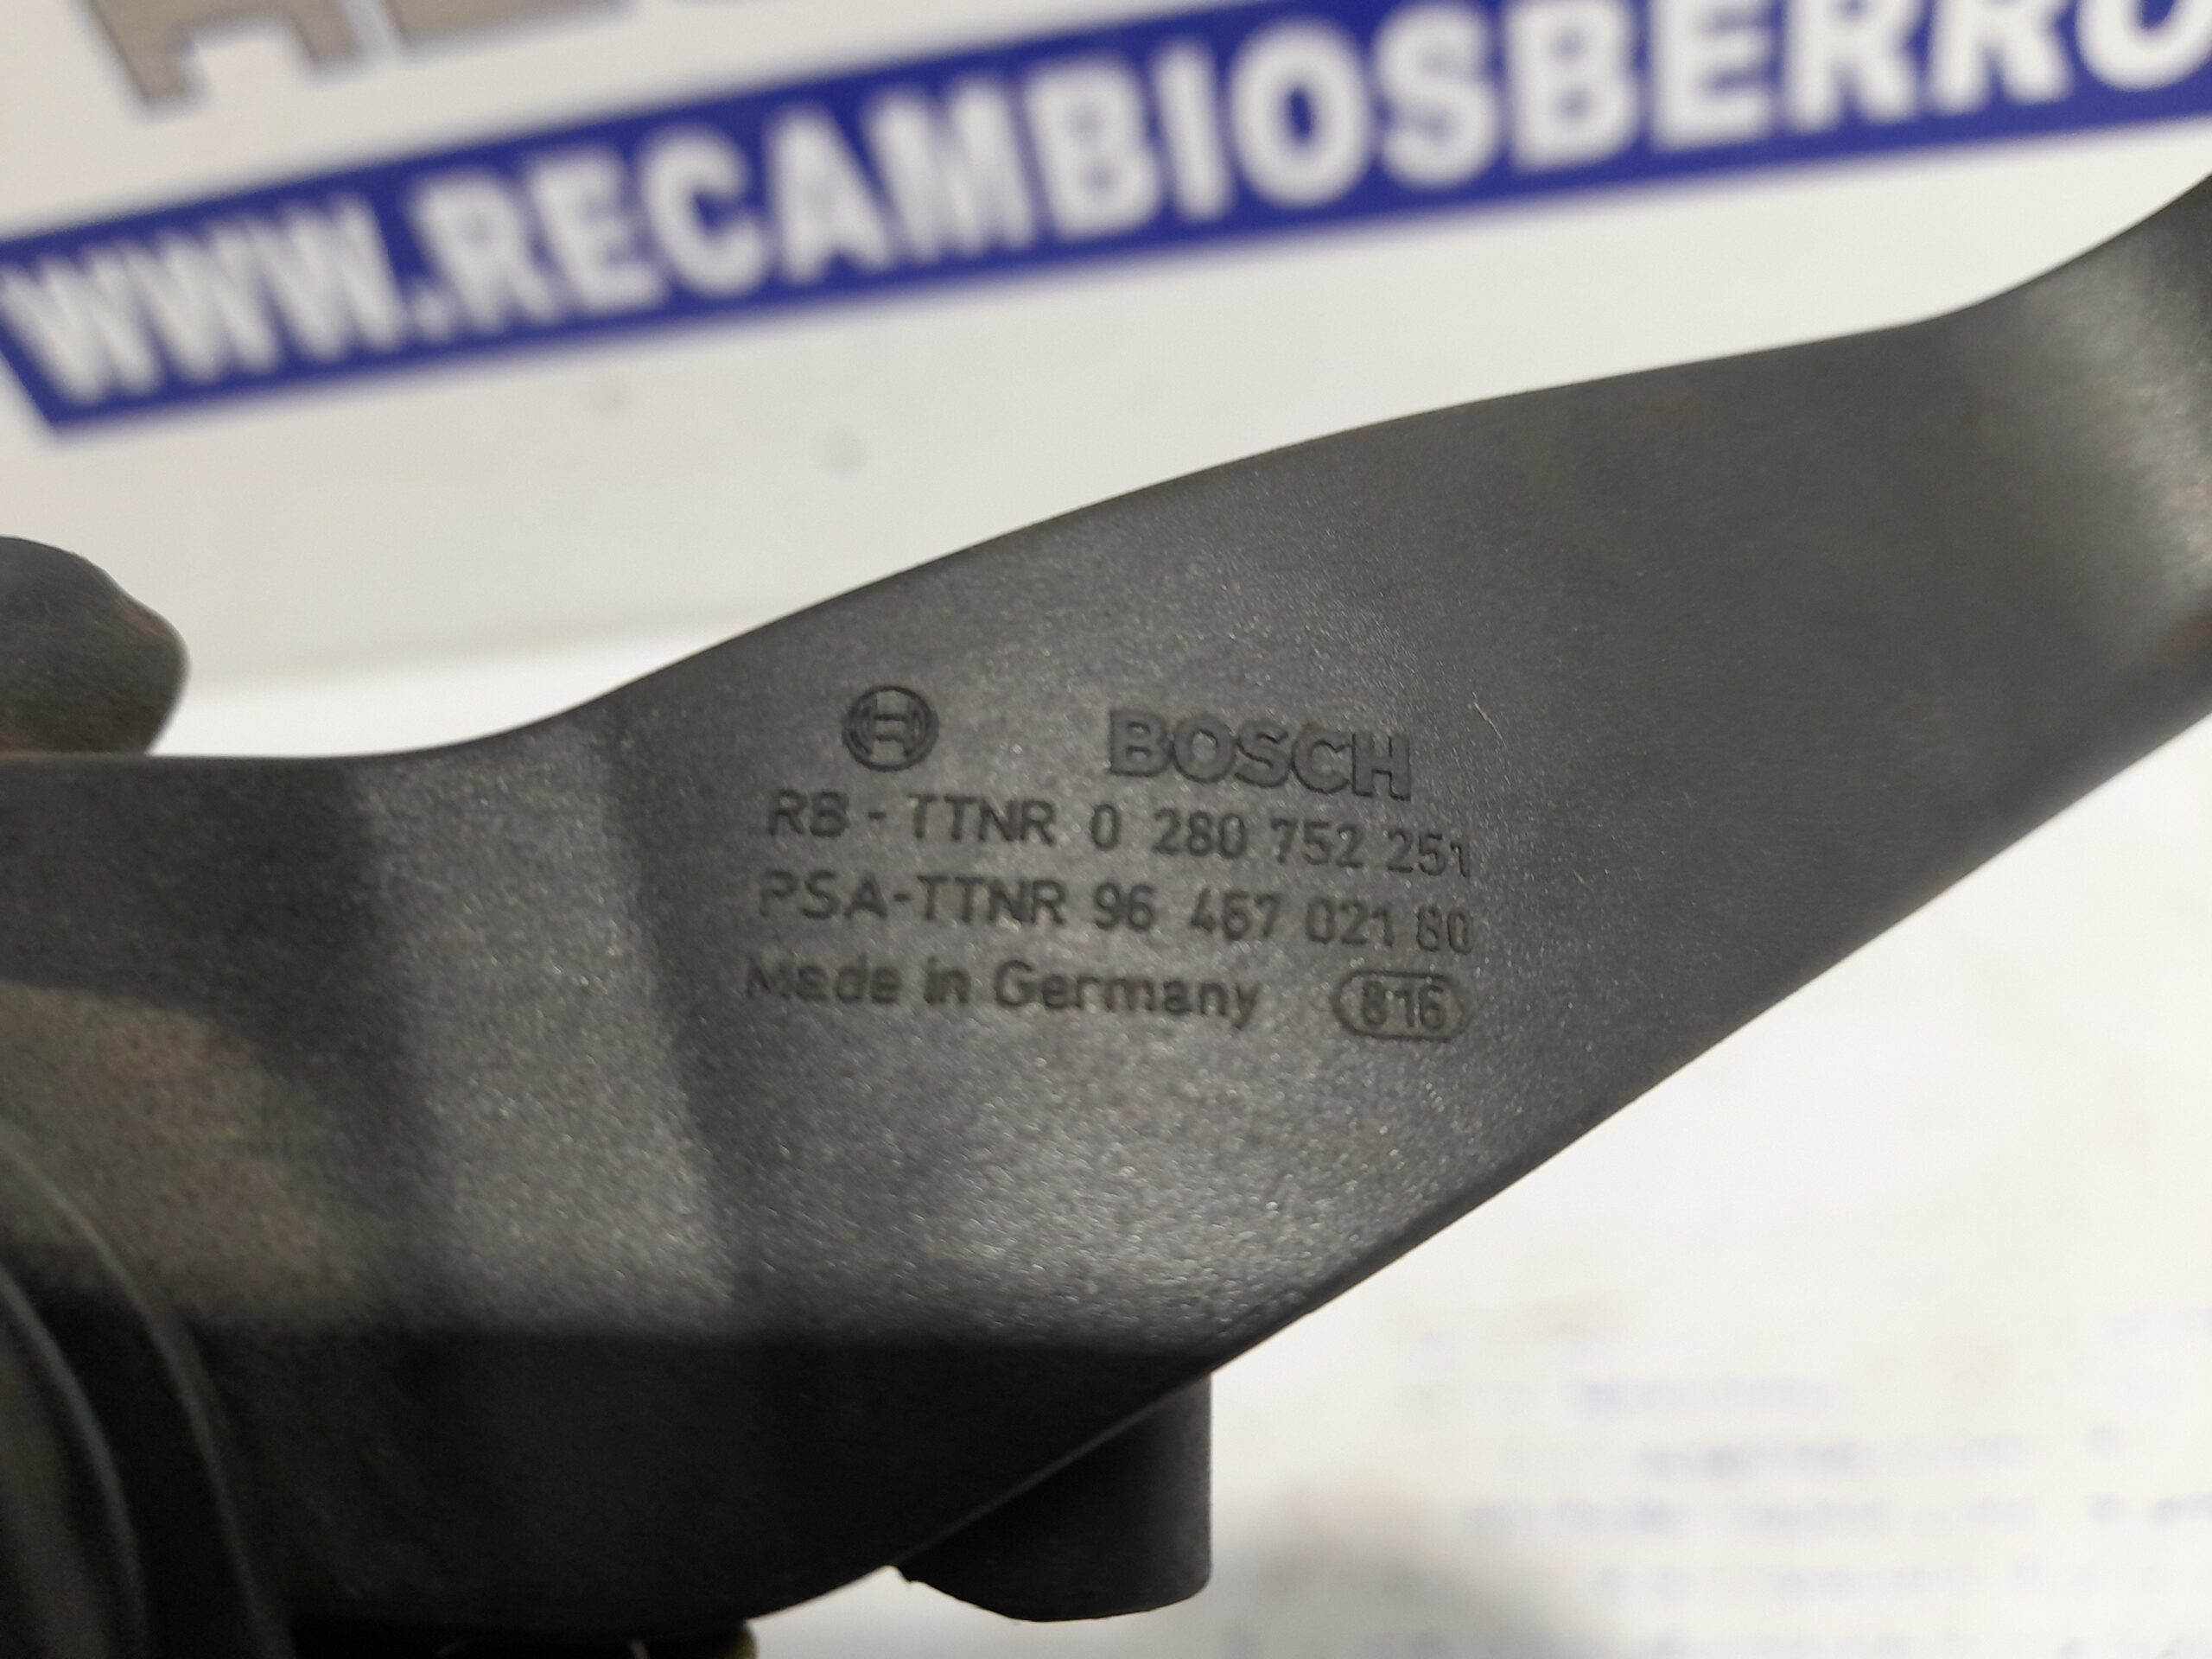 WWW.RECAMBIOSBERRO
BOSCH
RB - TTNR 0 280 752 251
PSA-TTNR 96 467 021 80
Made in Germany 816